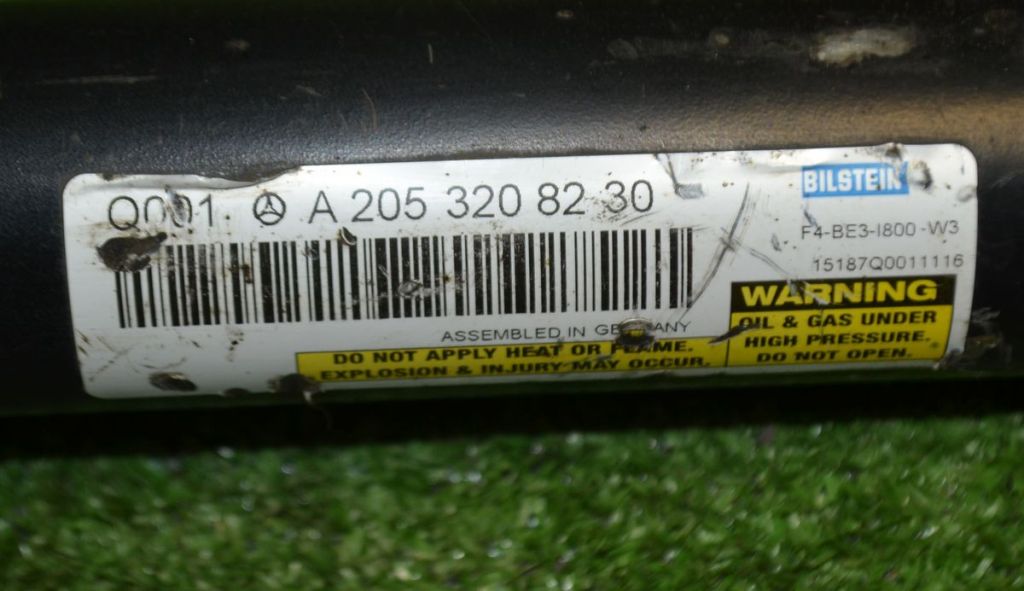 Q001 A 205 320 82 30
BILSTEIN
F4-BE3-I800-W3
15187Q0011116
ASSEMBLED IN GERMANY
DO NOT APPLY HEAT OR FLAME.
EXPLOSION & INJURY MAY OCCUR.
WARNING
OIL & GAS UNDER
HIGH PRESSURE.
DO NOT OPEN.